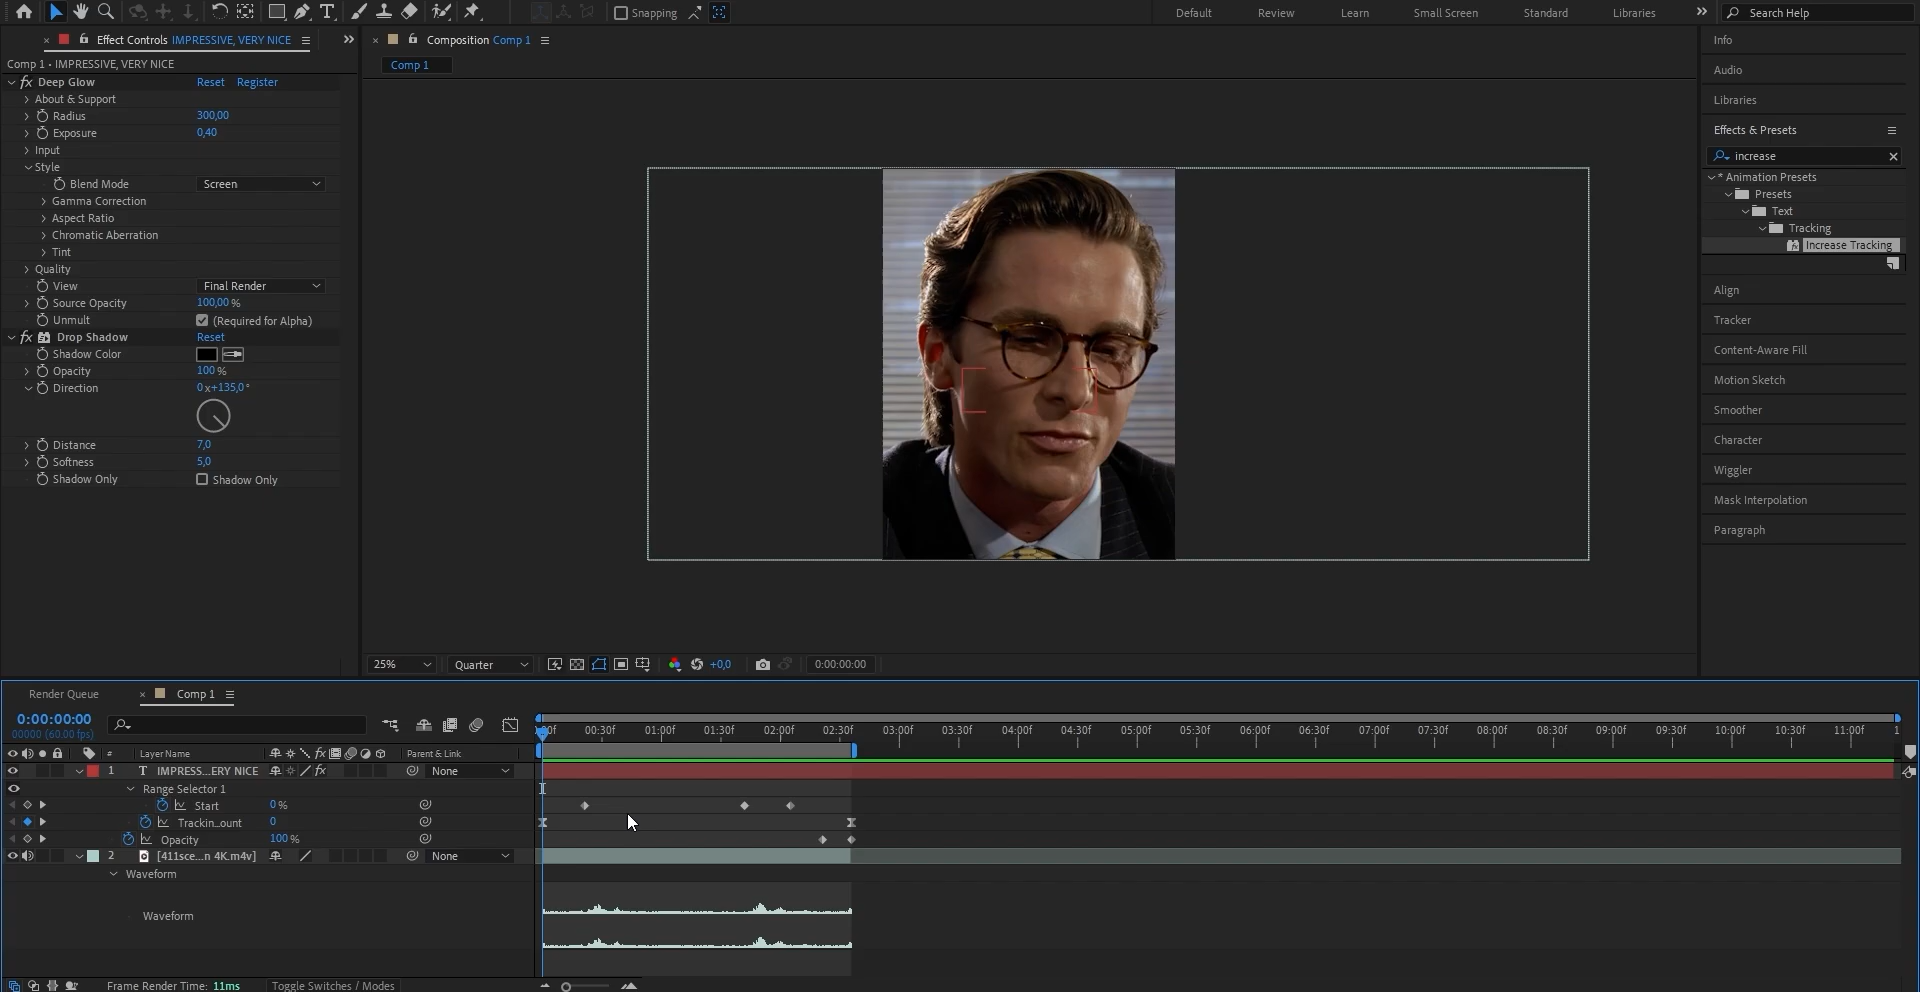 Snapping
Default
Review
Learn
Small Screen
Standard
Libraries
Search Help
Effect Controls IMPRESSIVE, VERY NICE
Comp 1 • IMPRESSIVE, VERY NICE
fx Deep Glow Reset Register
About & Support
Radius 300,00
Exposure 0,40
Input
Style
Blend Mode Screen
Gamma Correction
Aspect Ratio
Chromatic Aberration
Tint
Quality
View Final Render
Source Opacity 100,00 %
Unmult (Required for Alpha)
fx Drop Shadow Reset
Shadow Color
Opacity 100 %
Direction 0 x+135,0 °
Distance 7,0
Softness 5,0
Shadow Only Shadow Only
Composition Comp 1
Comp 1
25% Quarter +0,0 0:00:00:00
Info
Audio
Libraries
Effects & Presets
increase
* Animation Presets
Presets
Text
Tracking
Increase Tracking
Align
Tracker
Content-Aware Fill
Motion Sketch
Smoother
Character
Wiggler
Mask Interpolation
Paragraph
Render Queue Comp 1
0:00:00:00
00000 (60.00 fps)
00:30f 01:00f 01:30f 02:00f 02:30f 03:00f 03:30f 04:00f 04:30f 05:00f 05:30f 06:00f 06:30f 07:00f 07:30f 08:00f 08:30f 09:00f 09:30f 10:00f 10:30f 11:00f
# Layer Name fx Parent & Link
1 T IMPRESS...ERY NICE fx None
Range Selector 1
Start 0 %
Trackin...ount 0
Opacity 100 %
2 [411sce...n 4K.m4v] None
Waveform
Waveform
Frame Render Time: 11ms Toggle Switches / Modes